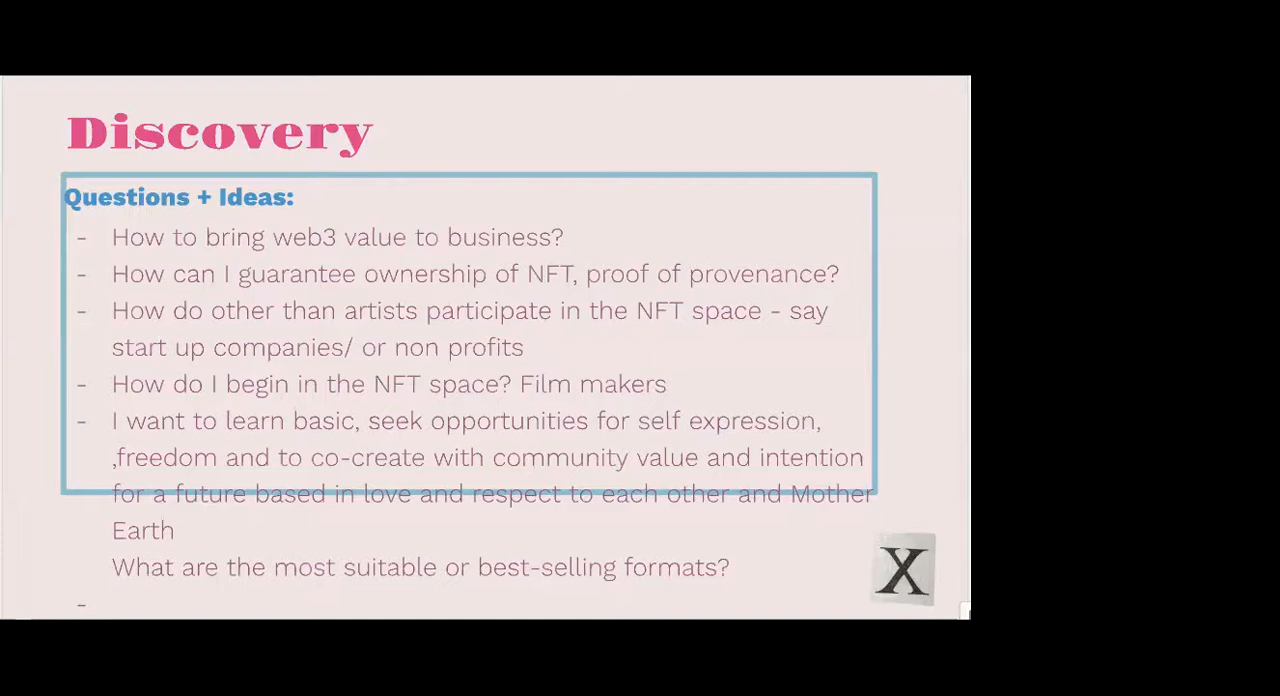 Discovery
Questions + Ideas:
- How to bring web3 value to business?
- How can I guarantee ownership of NFT, proof of provenance?
- How do other than artists participate in the NFT space - say
start up companies/ or non profits
- How do I begin in the NFT space? Film makers
- I want to learn basic, seek opportunities for self expression,
,freedom and to co-create with community value and intention
for a future based in love and respect to each other and Mother
Earth
What are the most suitable or best-selling formats?
-
X